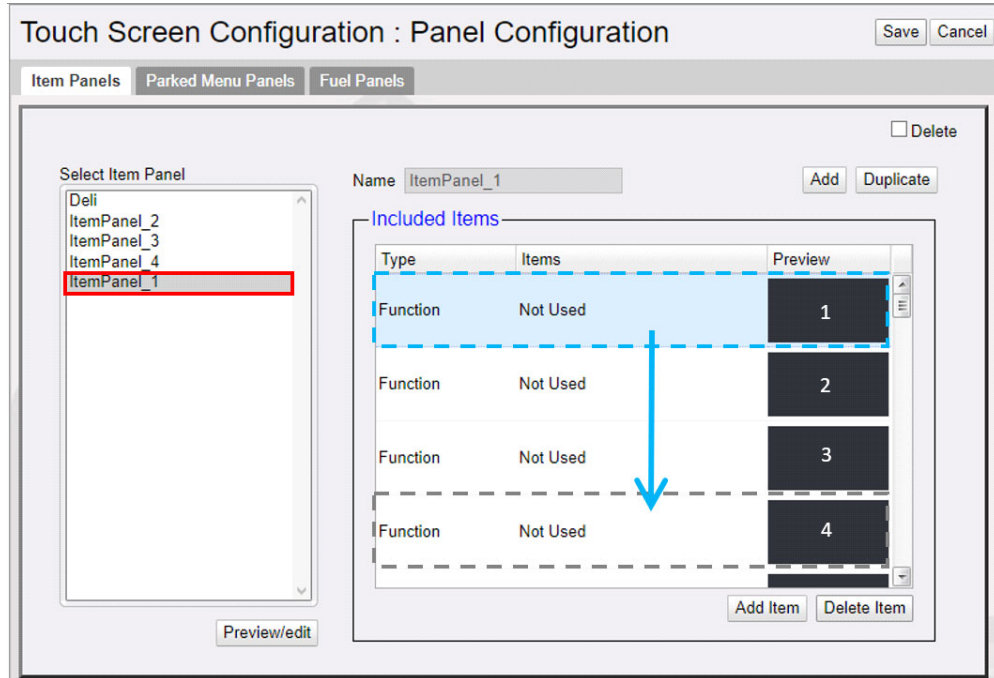 Touch Screen Configuration : Panel Configuration
Save Cancel
Item Panels Parked Menu Panels Fuel Panels
Delete
Select Item Panel
Deli
ItemPanel_2
ItemPanel_3
ItemPanel_4
ItemPanel_1
Preview/edit
Name ItemPanel_1 Add Duplicate
Included Items
Type Items Preview
Function Not Used 1
Function Not Used 2
Function Not Used 3
Function Not Used 4
Add Item Delete Item